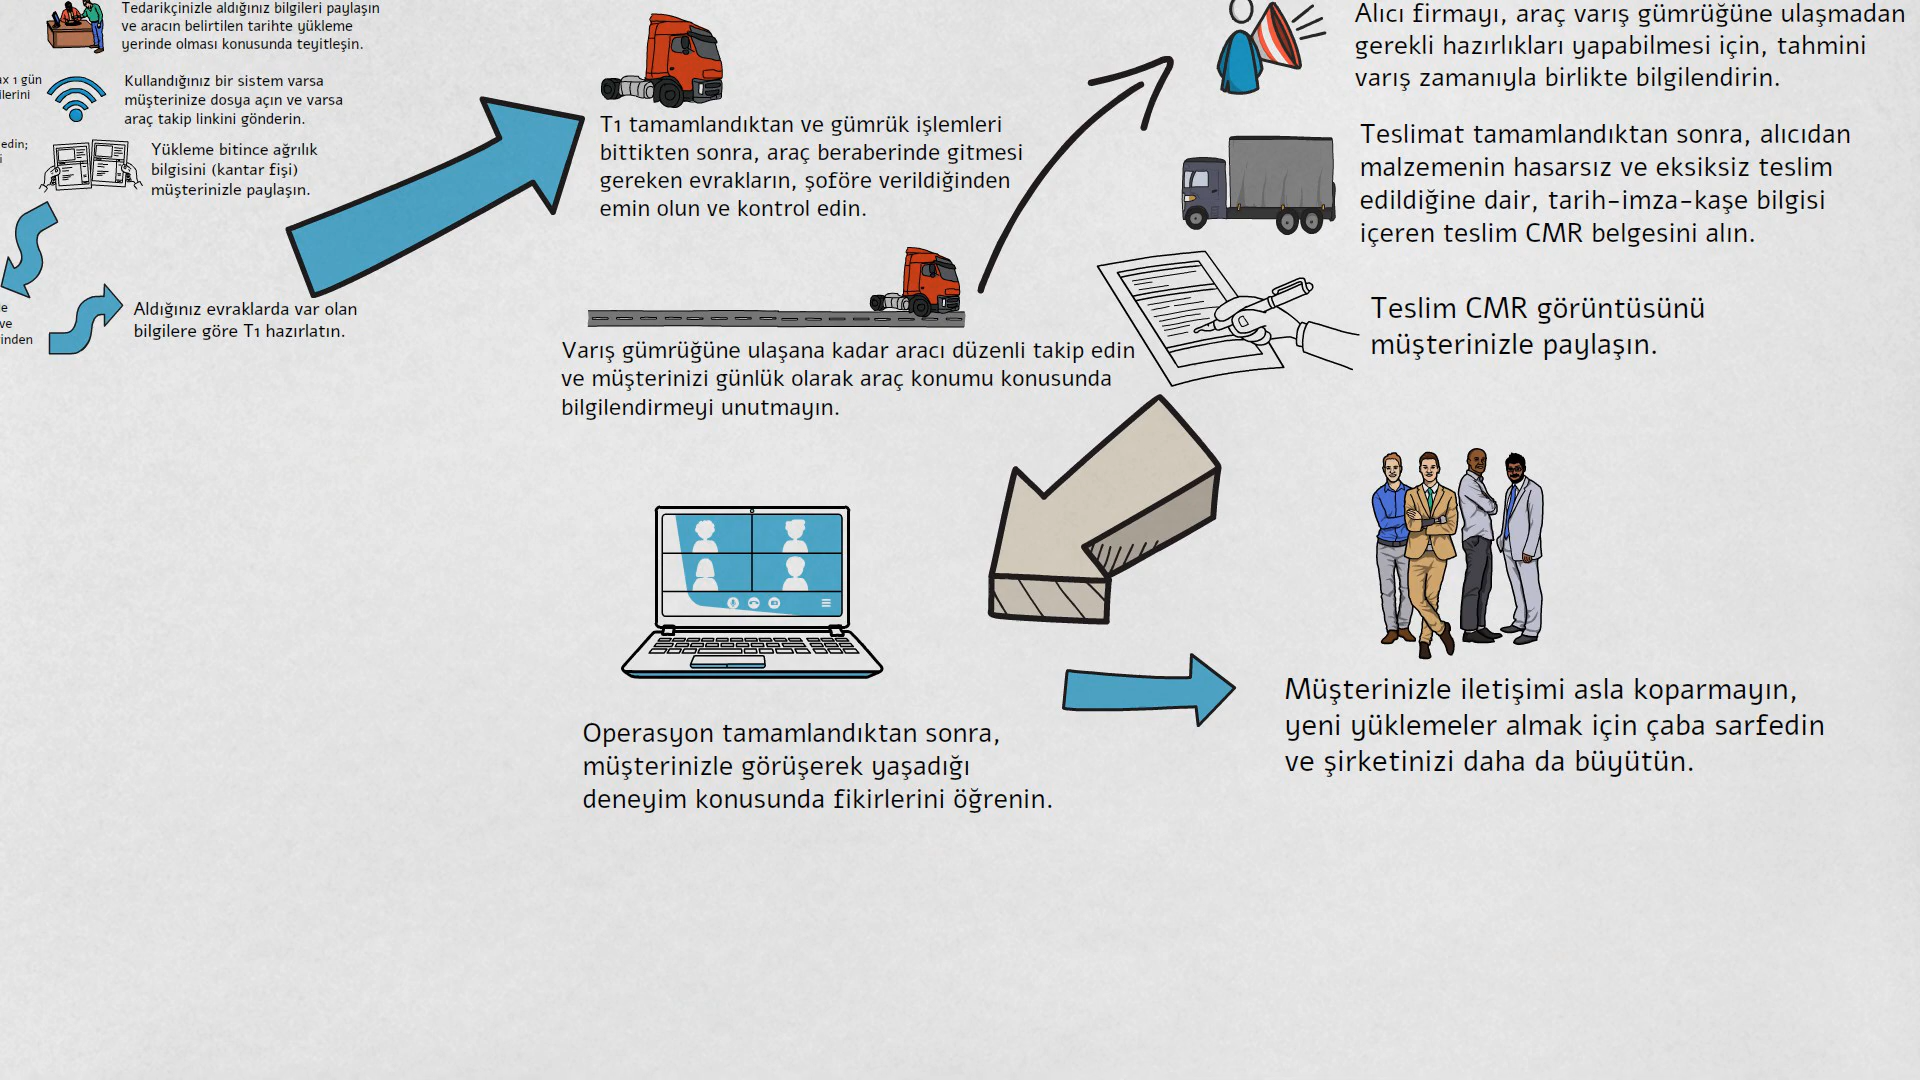 Tedarikçinizle aldığınız bilgileri paylaşın
ve aracın belirtilen tarihte yükleme
yerinde olması konusunda teyitleşin.
1 gün
Kullandığınız bir sistem varsa
müşterinize dosya açın ve varsa
araç takip linkini gönderin.
edin;
Yükleme bitince ağırlık
bilgisini (kantar fişi)
müşterinizle paylaşın.
ve
Aldığınız evraklarda var olan
bilgilere göre T1 hazırlatın.
T1 tamamlandıktan ve gümrük işlemleri
bittikten sonra, araç beraberinde gitmesi
gereken evrakların, şoföre verildiğinden
emin olun ve kontrol edin.
Varış gümrüğüne ulaşana kadar aracı düzenli takip edin
ve müşterinizi günlük olarak araç konumu konusunda
bilgilendirmeyi unutmayın.
Alıcı firmayı, araç varış gümrüğüne ulaşmadan
gerekli hazırlıkları yapabilmesi için, tahmini
varış zamanıyla birlikte bilgilendirin.
Teslimat tamamlandıktan sonra, alıcıdan
malzemenin hasarsız ve eksiksiz teslim
edildiğine dair, tarih-imza-kaşe bilgisi
içeren teslim CMR belgesini alın.
Teslim CMR görüntüsünü
müşterinizle paylaşın.
Operasyon tamamlandıktan sonra,
müşterinizle görüşerek yaşadığı
deneyim konusunda fikirlerini öğrenin.
Müşterinizle iletişimi asla koparmayın,
yeni yüklemeler almak için çaba sarfedin
ve şirketinizi daha da büyütün.